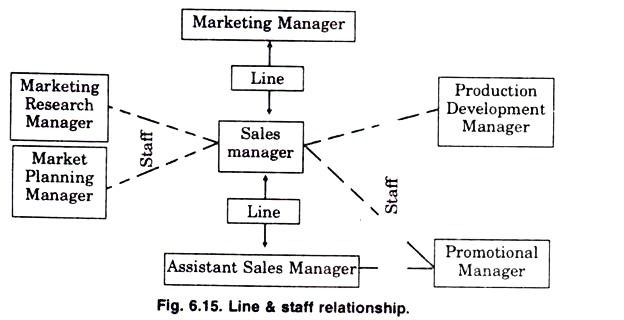 Marketing Manager
Line
Marketing
Research
Manager
Staff
Market
Planning
Manager
Sales
manager
Production
Development
Manager
Staff
Line
Assistant Sales Manager
Promotional
Manager
Fig. 6.15. Line & staff relationship.